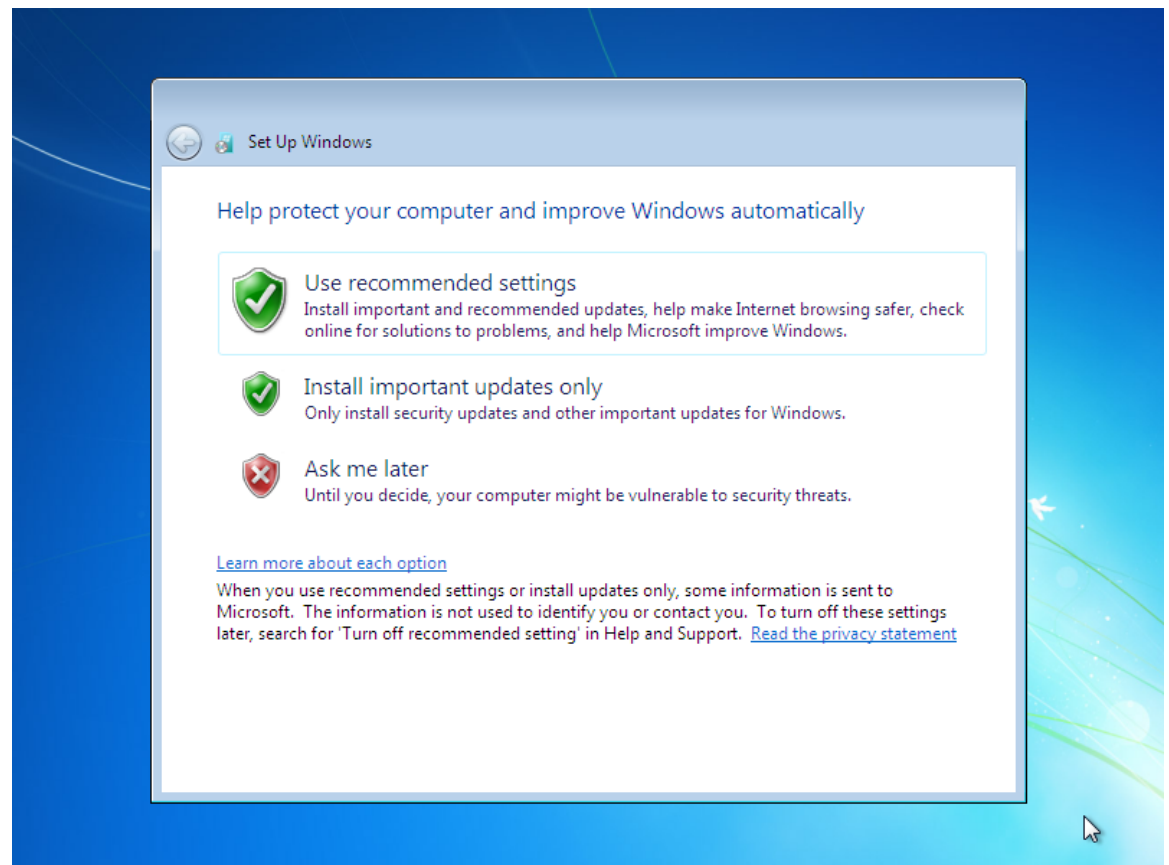 Set Up Windows
Help protect your computer and improve Windows automatically
Use recommended settings
Install important and recommended updates, help make Internet browsing safer, check
online for solutions to problems, and help Microsoft improve Windows.
Install important updates only
Only install security updates and other important updates for Windows.
Ask me later
Until you decide, your computer might be vulnerable to security threats.
Learn more about each option
When you use recommended settings or install updates only, some information is sent to
Microsoft. The information is not used to identify you or contact you. To turn off these settings
later, search for 'Turn off recommended setting' in Help and Support. Read the privacy statement